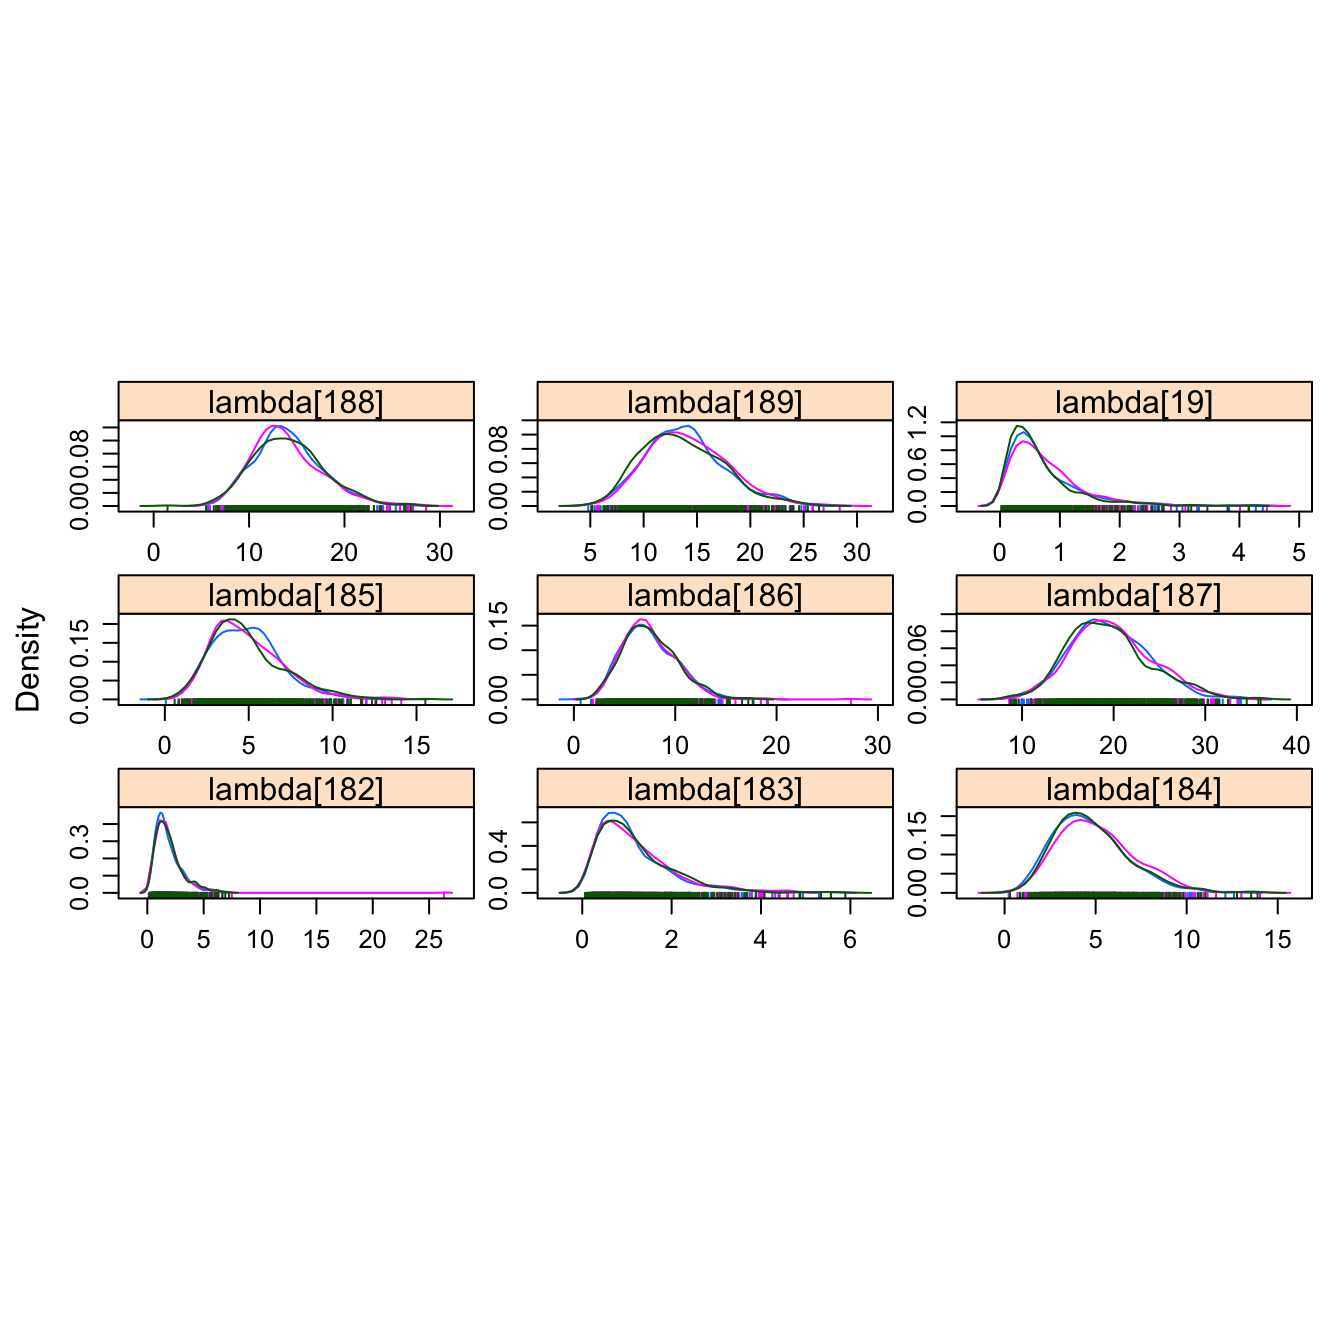 Density
lambda[188]
0.00 0.08
0 10 20 30
lambda[189]
0.00 0.08
5 10 15 20 25 30
lambda[19]
0.0 0.6 1.2
0 1 2 3 4 5
lambda[185]
0.00 0.15
0 5 10 15
lambda[186]
0.00 0.15
0 10 20 30
lambda[187]
0.00 0.06
10 20 30 40
lambda[182]
0.0 0.3
0 5 10 15 20 25
lambda[183]
0.0 0.4
0 2 4 6
lambda[184]
0.00 0.15
0 5 10 15